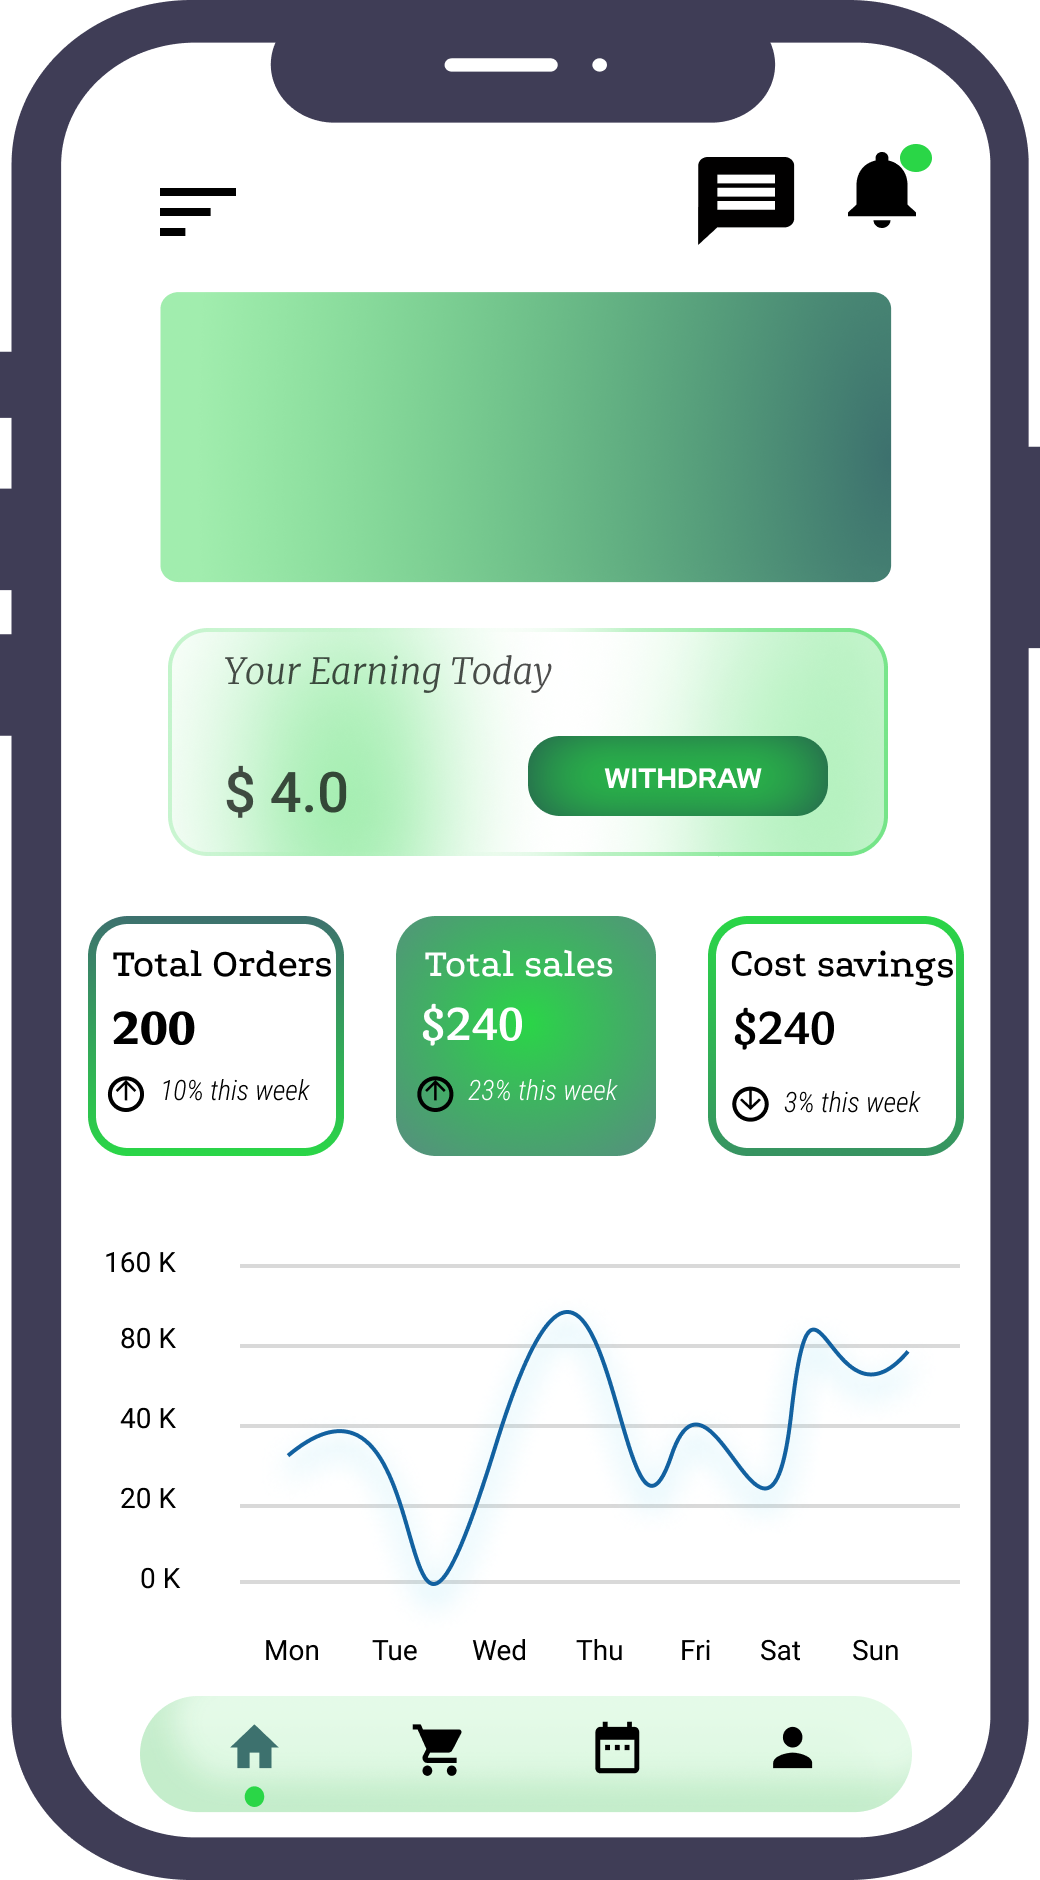 Your Earning Today
$ 4.0
WITHDRAW
Total Orders
200
10% this week
Total sales
$240
23% this week
Cost savings
$240
3% this week
160 K
80 K
40 K
20 K
0 K
Mon Tue Wed Thu Fri Sat Sun